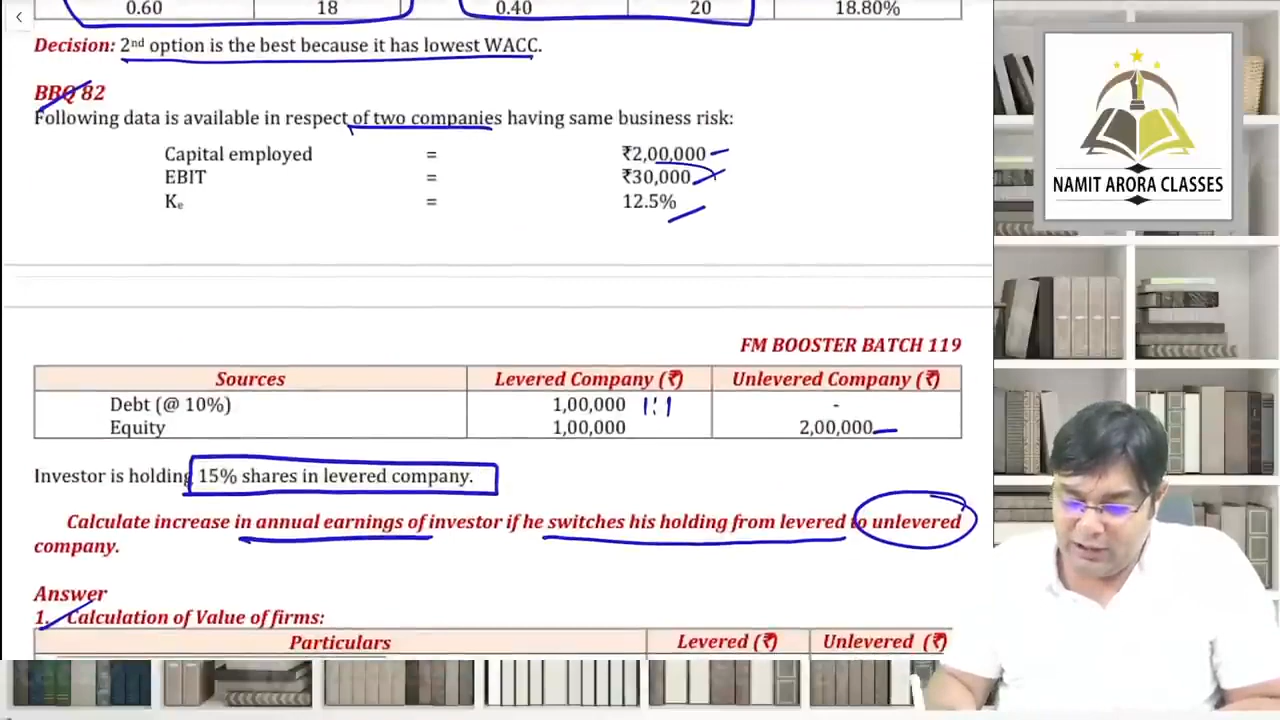 0.60 18 0.40 20 18.80%
Decision: 2nd option is the best because it has lowest WACC.
BBQ 82
Following data is available in respect of two companies having same business risk:
Capital employed = ₹2,00,000
EBIT = ₹30,000
Kₑ = 12.5%
NAMIT ARORA CLASSES
FM BOOSTER BATCH 119
Sources Levered Company (₹) Unlevered Company (₹)
Debt (@ 10%) 1,00,000 -
Equity 1,00,000 2,00,000
Investor is holding 15% shares in levered company.
Calculate increase in annual earnings of investor if he switches his holding from levered to unlevered
company.
Answer
1. Calculation of Value of firms:
Particulars Levered (₹) Unlevered (₹)